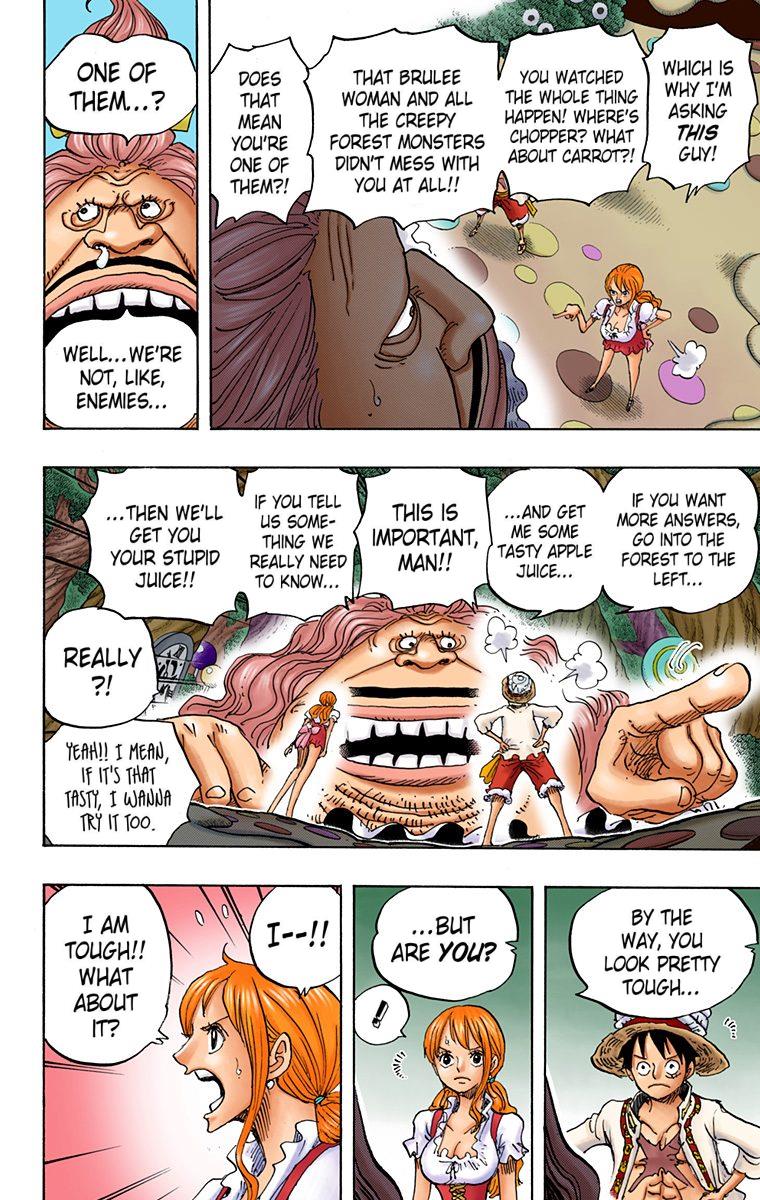 WHICH IS
WHY I'M
ASKING
THIS
GUY!
YOU WATCHED
THE WHOLE THING
HAPPEN! WHERE'S
CHOPPER? WHAT
ABOUT CARROT?!
THAT BRULEE
WOMAN AND ALL
THE CREEPY
FOREST MONSTERS
DIDN'T MESS WITH
YOU AT ALL!!
DOES
THAT
MEAN
YOU'RE
ONE OF
THEM?!
ONE OF
THEM...?
WELL...WE'RE
NOT, LIKE,
ENEMIES...
IF YOU WANT
MORE ANSWERS,
GO INTO THE
FOREST TO THE
LEFT...
...AND GET
ME SOME
TASTY APPLE
JUICE...
THIS IS
IMPORTANT,
MAN!!
IF YOU TELL
US SOME-
THING WE
REALLY NEED
TO KNOW...
...THEN WE'LL
GET YOU
YOUR STUPID
JUICE!!
REALLY
?!
YEAH!! I MEAN,
IF IT'S THAT
TASTY, I WANNA
TRY IT TOO.
BY THE
WAY, YOU
LOOK PRETTY
TOUGH...
...BUT
ARE YOU?
!
I--!!
I AM
TOUGH!!
WHAT
ABOUT
IT?